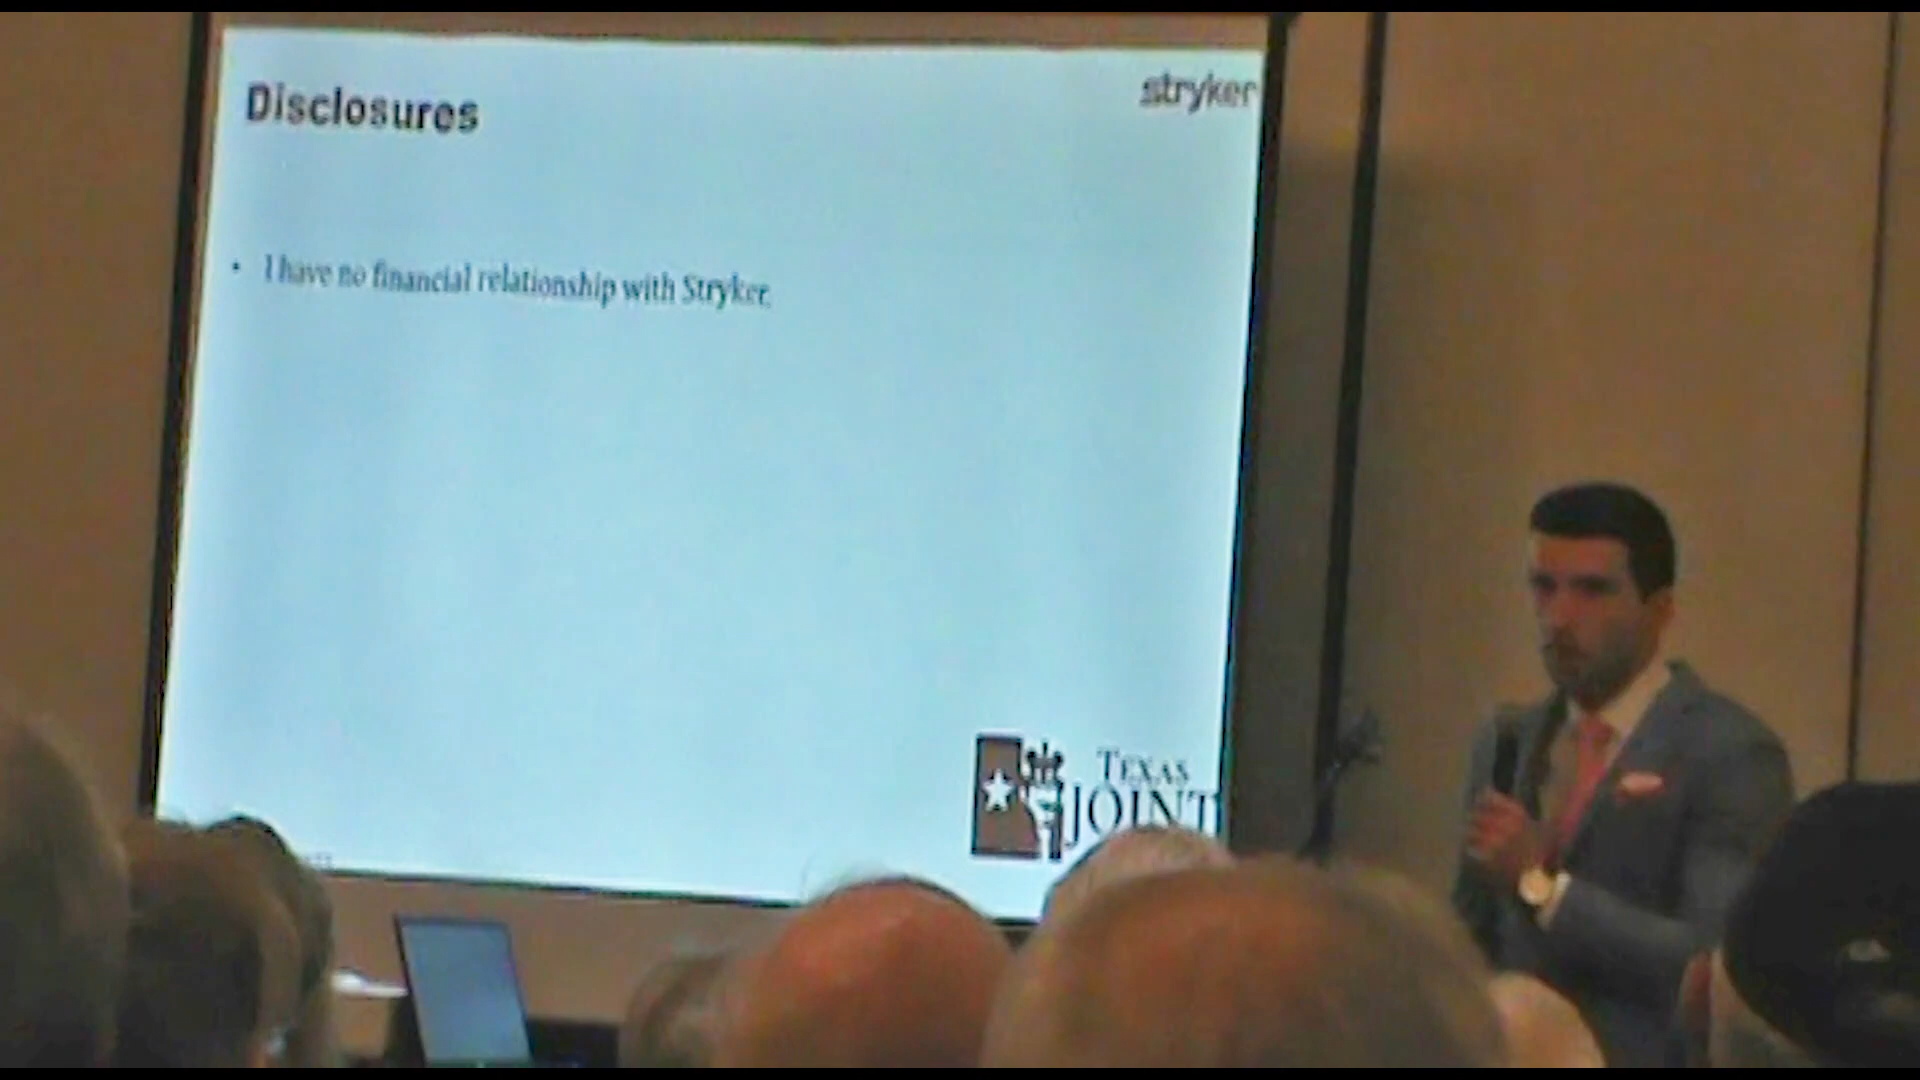 stryker
Disclosures
• I have no financial relationship with Stryker.
TEXAS
JOINT